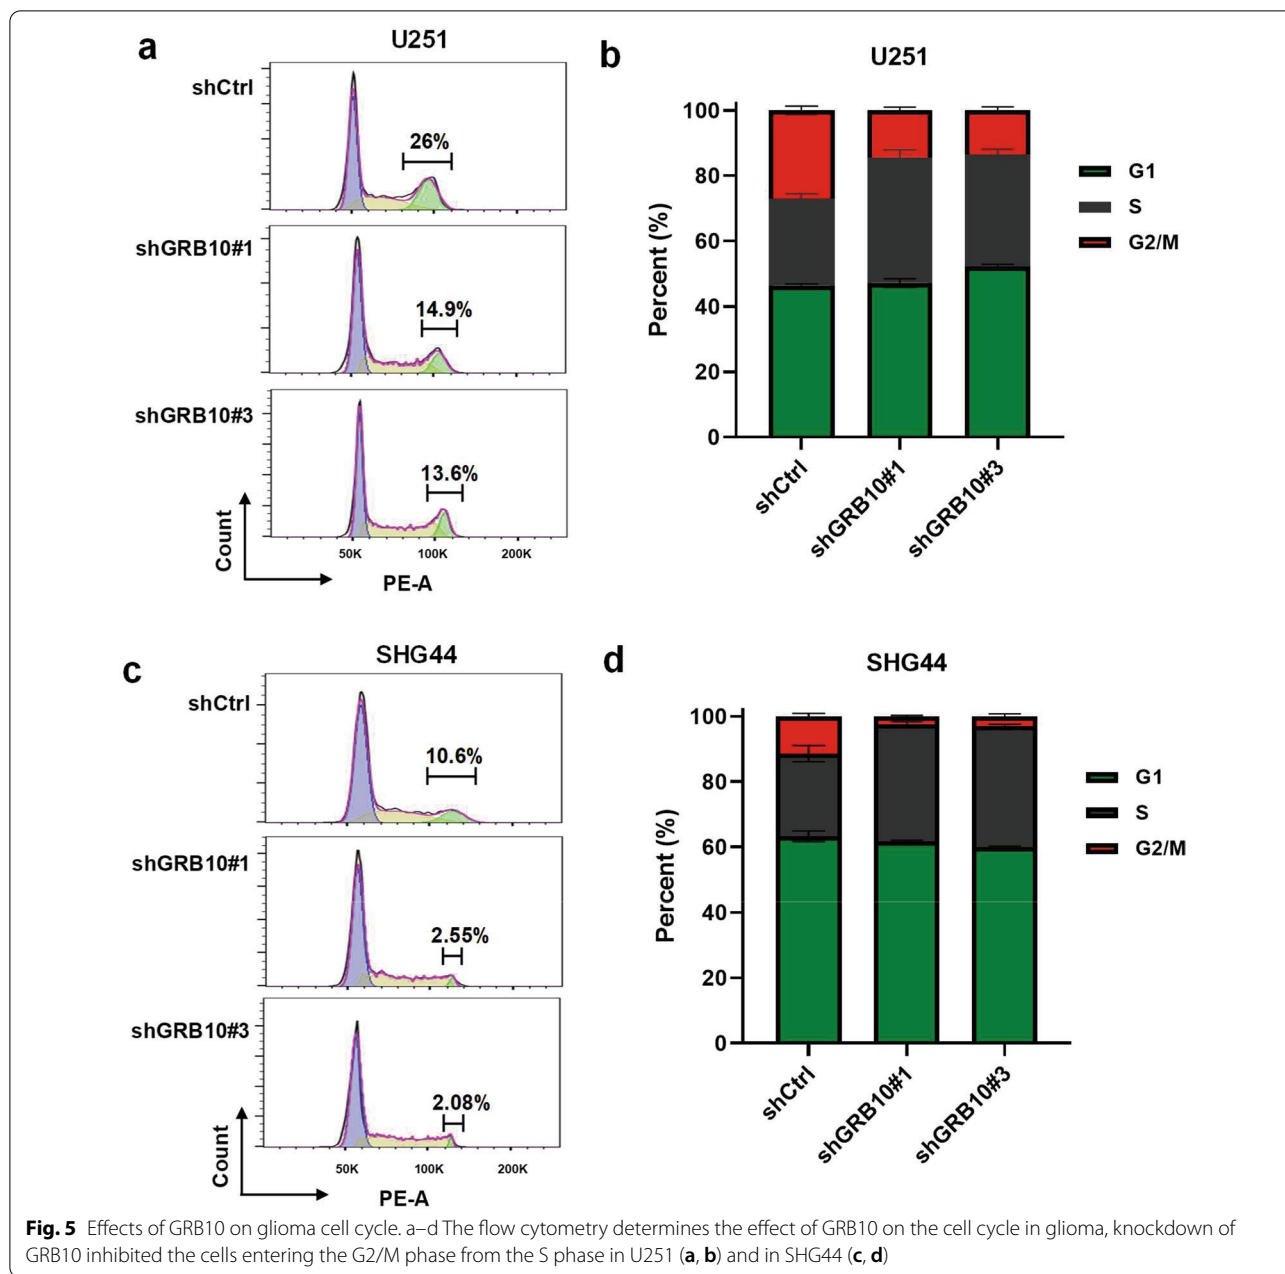 a
U251
shCtrl
26%
shGRB10#1
14.9%
shGRB10#3
13.6%
Count
50K 100K 200K
PE-A
b
U251
Percent (%)
100
80
60
40
20
0
shCtrl
shGRB10#1
shGRB10#3
G1
S
G2/M
c
SHG44
shCtrl
10.6%
shGRB10#1
2.55%
shGRB10#3
2.08%
Count
50K 100K 200K
PE-A
d
SHG44
Percent (%)
100
80
60
40
20
0
shCtrl
shGRB10#1
shGRB10#3
G1
S
G2/M
Fig. 5 Effects of GRB10 on glioma cell cycle. a–d The flow cytometry determines the effect of GRB10 on the cell cycle in glioma, knockdown of
GRB10 inhibited the cells entering the G2/M phase from the S phase in U251 (a, b) and in SHG44 (c, d)